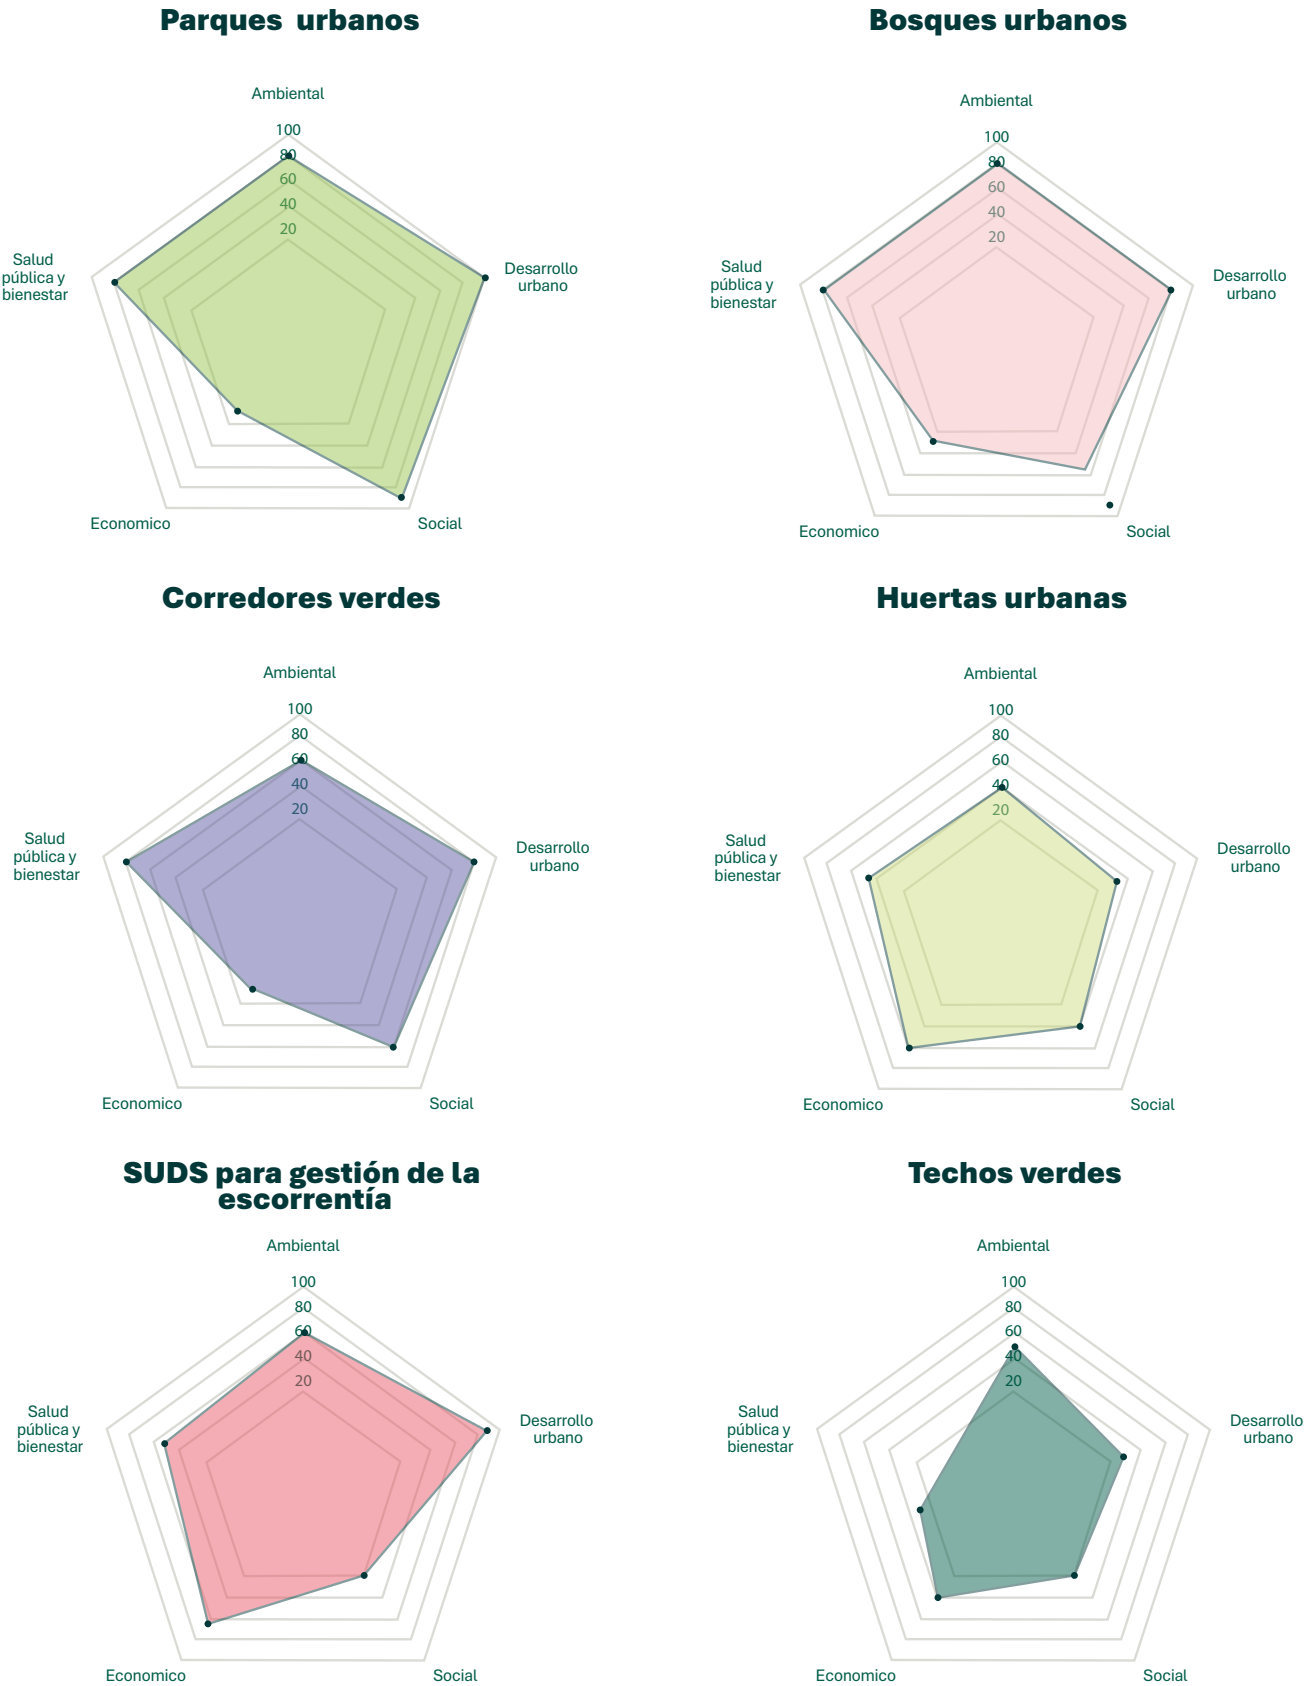 Parques urbanos
Ambiental
100
80
60
40
20
Salud
pública y
bienestar
Desarrollo
urbano
Economico
Social
Bosques urbanos
Ambiental
100
80
60
40
20
Salud
pública y
bienestar
Desarrollo
urbano
Economico
Social
Corredores verdes
Ambiental
100
80
60
40
20
Salud
pública y
bienestar
Desarrollo
urbano
Economico
Social
Huertas urbanas
Ambiental
100
80
60
40
20
Salud
pública y
bienestar
Desarrollo
urbano
Economico
Social
SUDS para gestión de la
escorrentía
Ambiental
100
80
60
40
20
Salud
pública y
bienestar
Desarrollo
urbano
Economico
Social
Techos verdes
Ambiental
100
80
60
40
20
Salud
pública y
bienestar
Desarrollo
urbano
Economico
Social